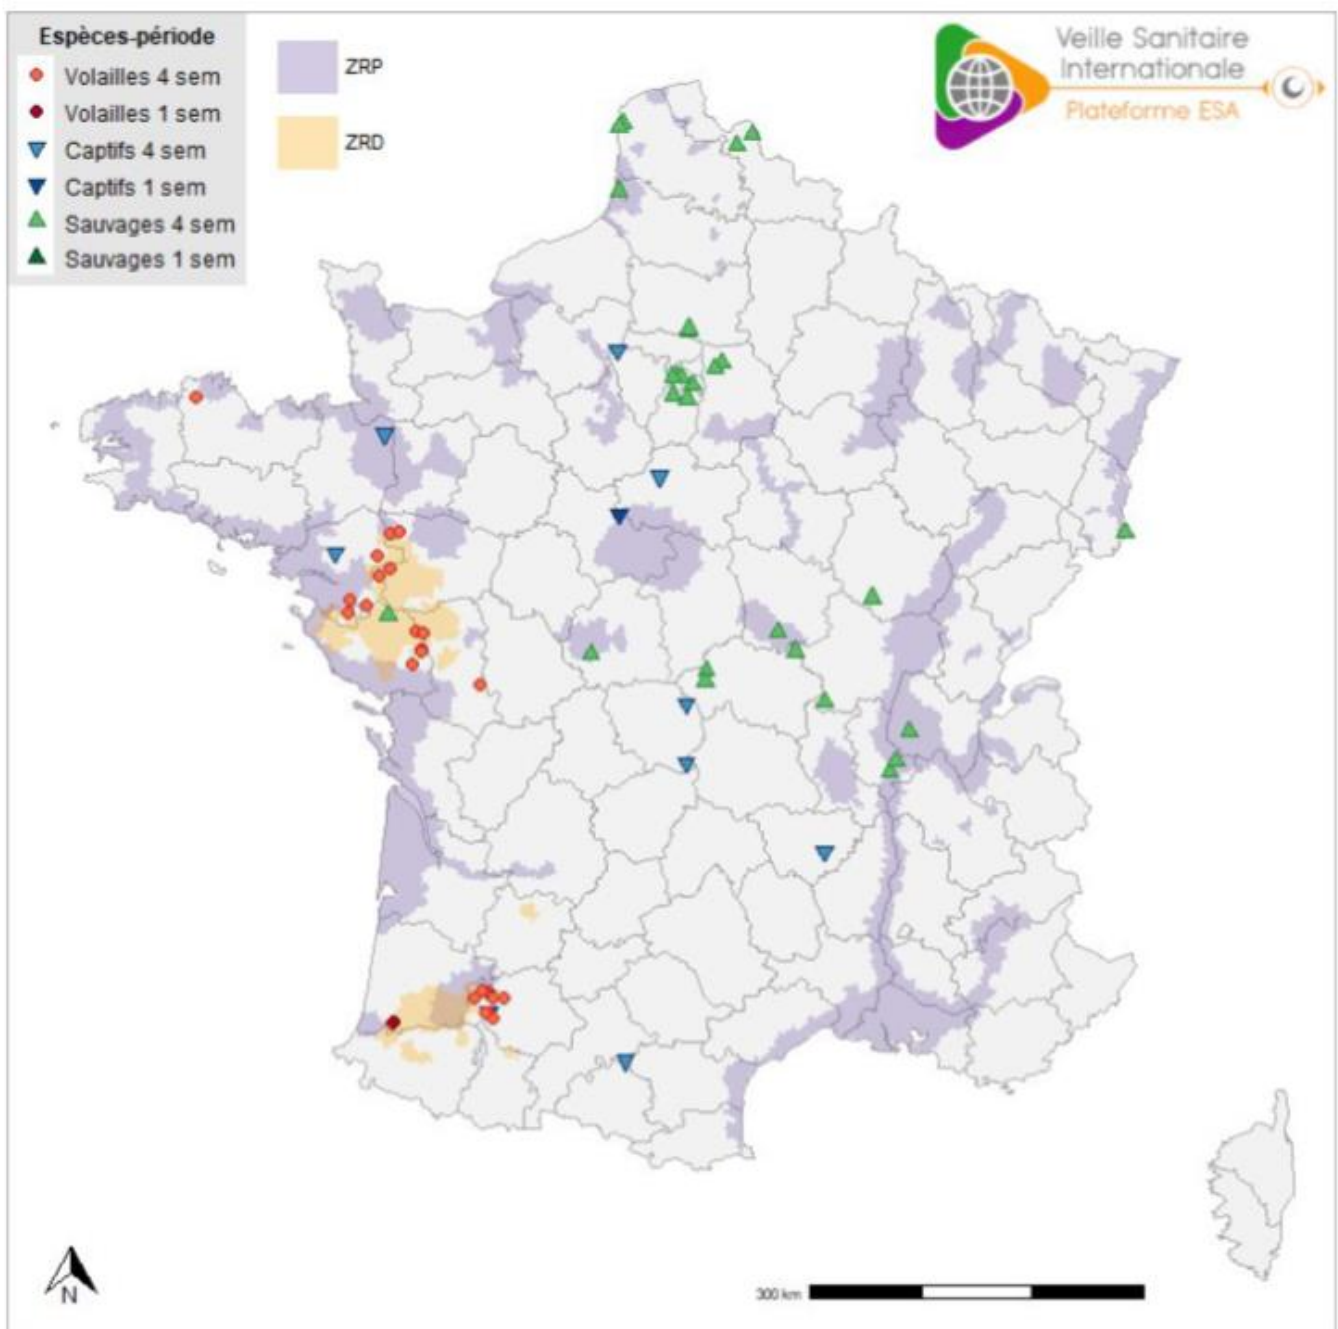 Espèces-période
Volailles 4 sem
Volailles 1 sem
Captifs 4 sem
Captifs 1 sem
Sauvages 4 sem
Sauvages 1 sem
ZRP
ZRD
Veille Sanitaire
Internationale
Plateforme ESA
N
300 km